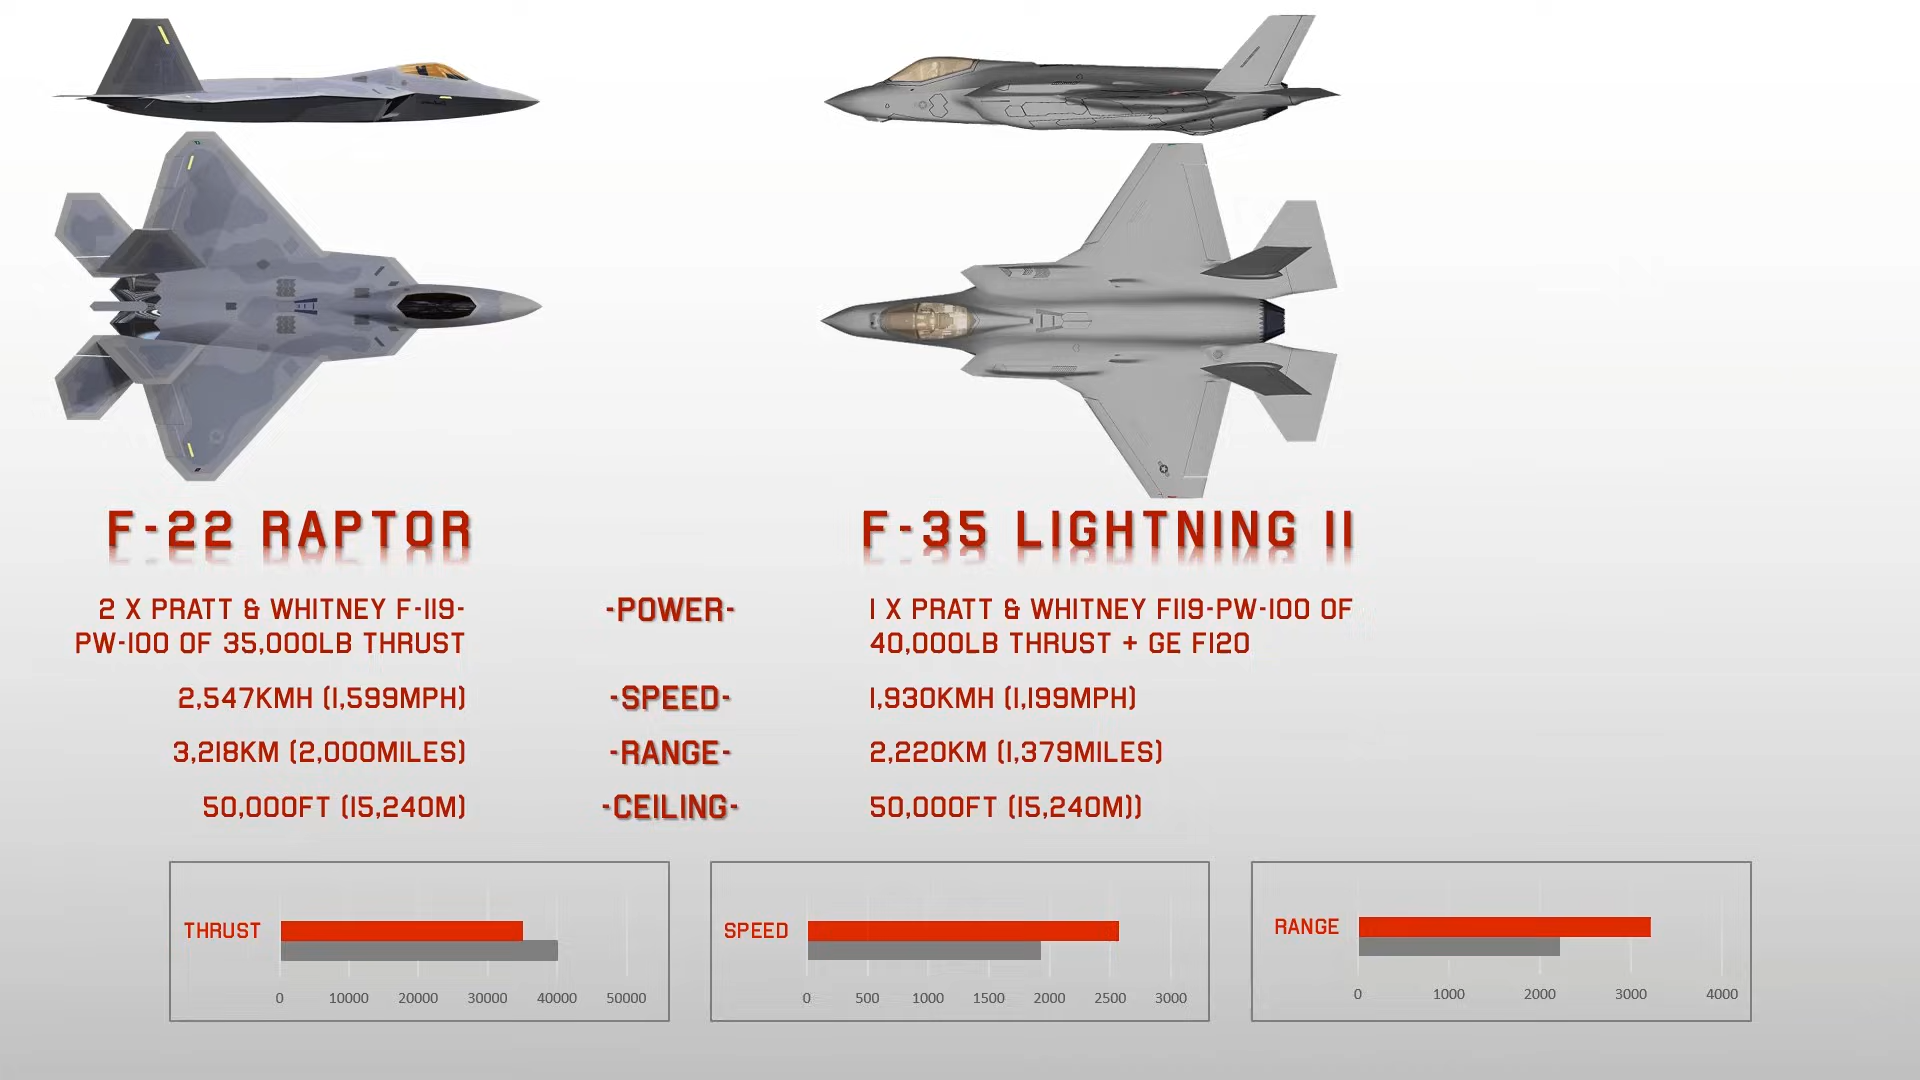 F-22 RAPTOR
F-35 LIGHTNING II
2 X PRATT & WHITNEY F-119-
PW-100 OF 35,000LB THRUST
-POWER-
1 X PRATT & WHITNEY F119-PW-100 OF
40,000LB THRUST + GE F120
2,547KMH (1,599MPH)
-SPEED-
1,930KMH (1,199MPH)
3,218KM (2,000MILES)
-RANGE-
2,220KM (1,379MILES)
50,000FT (15,240M)
-CEILING-
50,000FT (15,240M))
THRUST
0 10000 20000 30000 40000 50000
SPEED
0 500 1000 1500 2000 2500 3000
RANGE
0 1000 2000 3000 4000